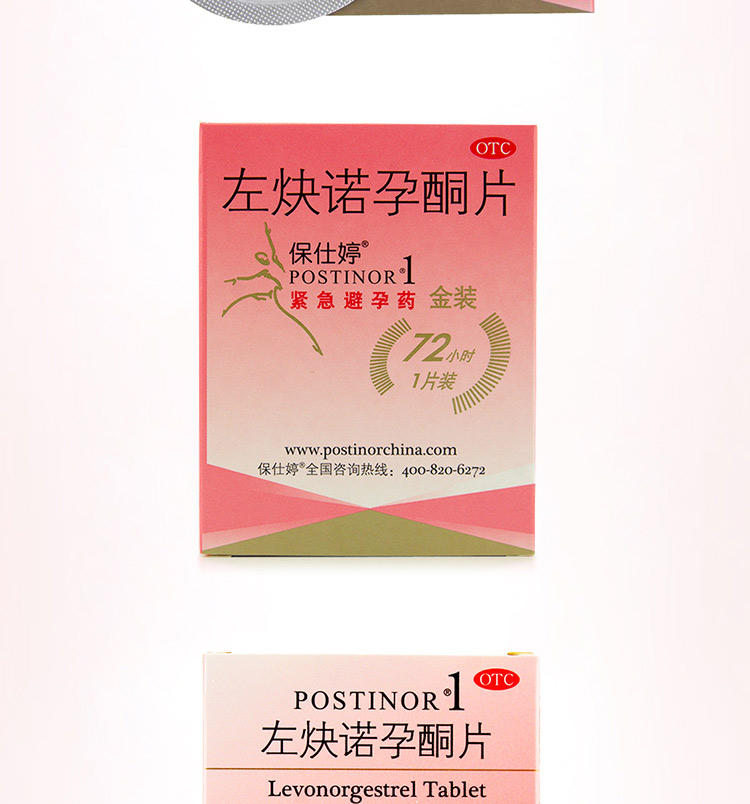 OTC
左炔诺孕酮片
保仕婷®
POSTINOR®1
紧急避孕药 金装
72小时
1片装
www.postinorchina.com
保仕婷®全国咨询热线：400-820-6272
POSTINOR®1 OTC
左炔诺孕酮片
Levonorgestrel Tablet